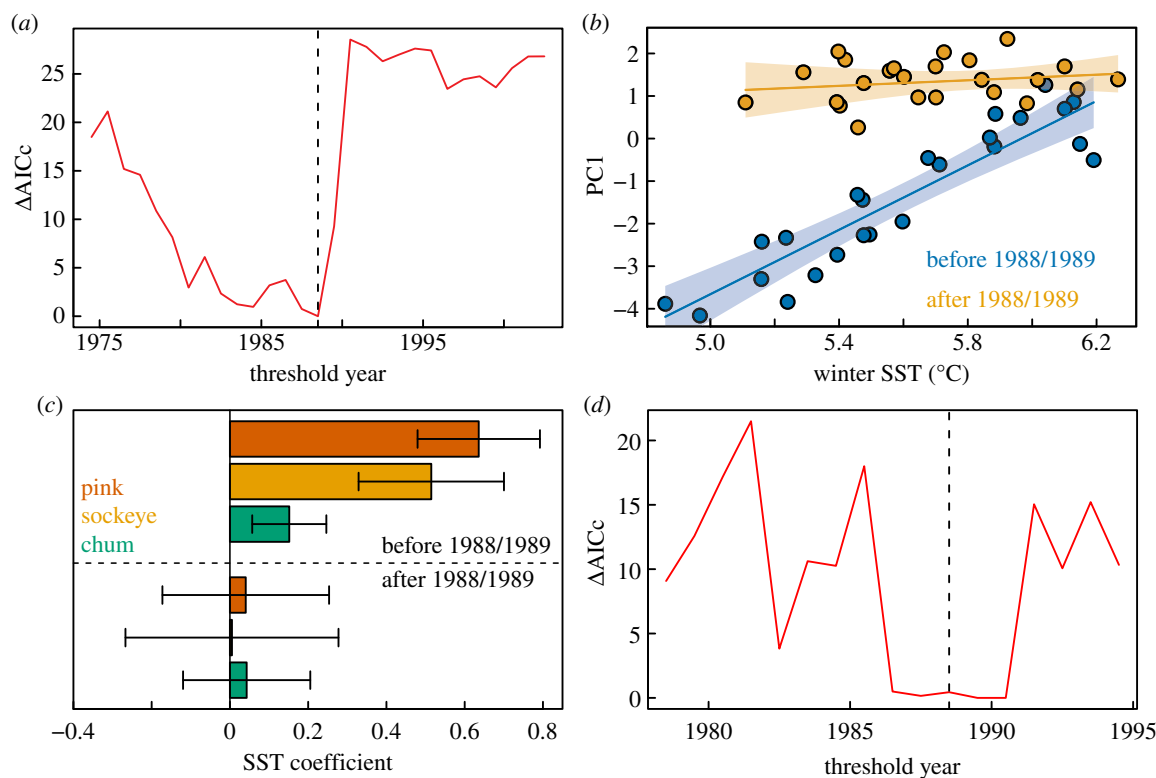 (a)
25
20
15
10
5
0
ΔAICc
1975
1985
1995
threshold year
(b)
2
1
0
−1
−2
−3
−4
PC1
before 1988/1989
after 1988/1989
5.0
5.4
5.8
6.2
winter SST (°C)
(c)
pink
sockeye
chum
before 1988/1989
after 1988/1989
−0.4
0
0.2
0.4
0.6
0.8
SST coefficient
(d)
20
15
10
5
0
ΔAICc
1980
1985
1990
1995
threshold year